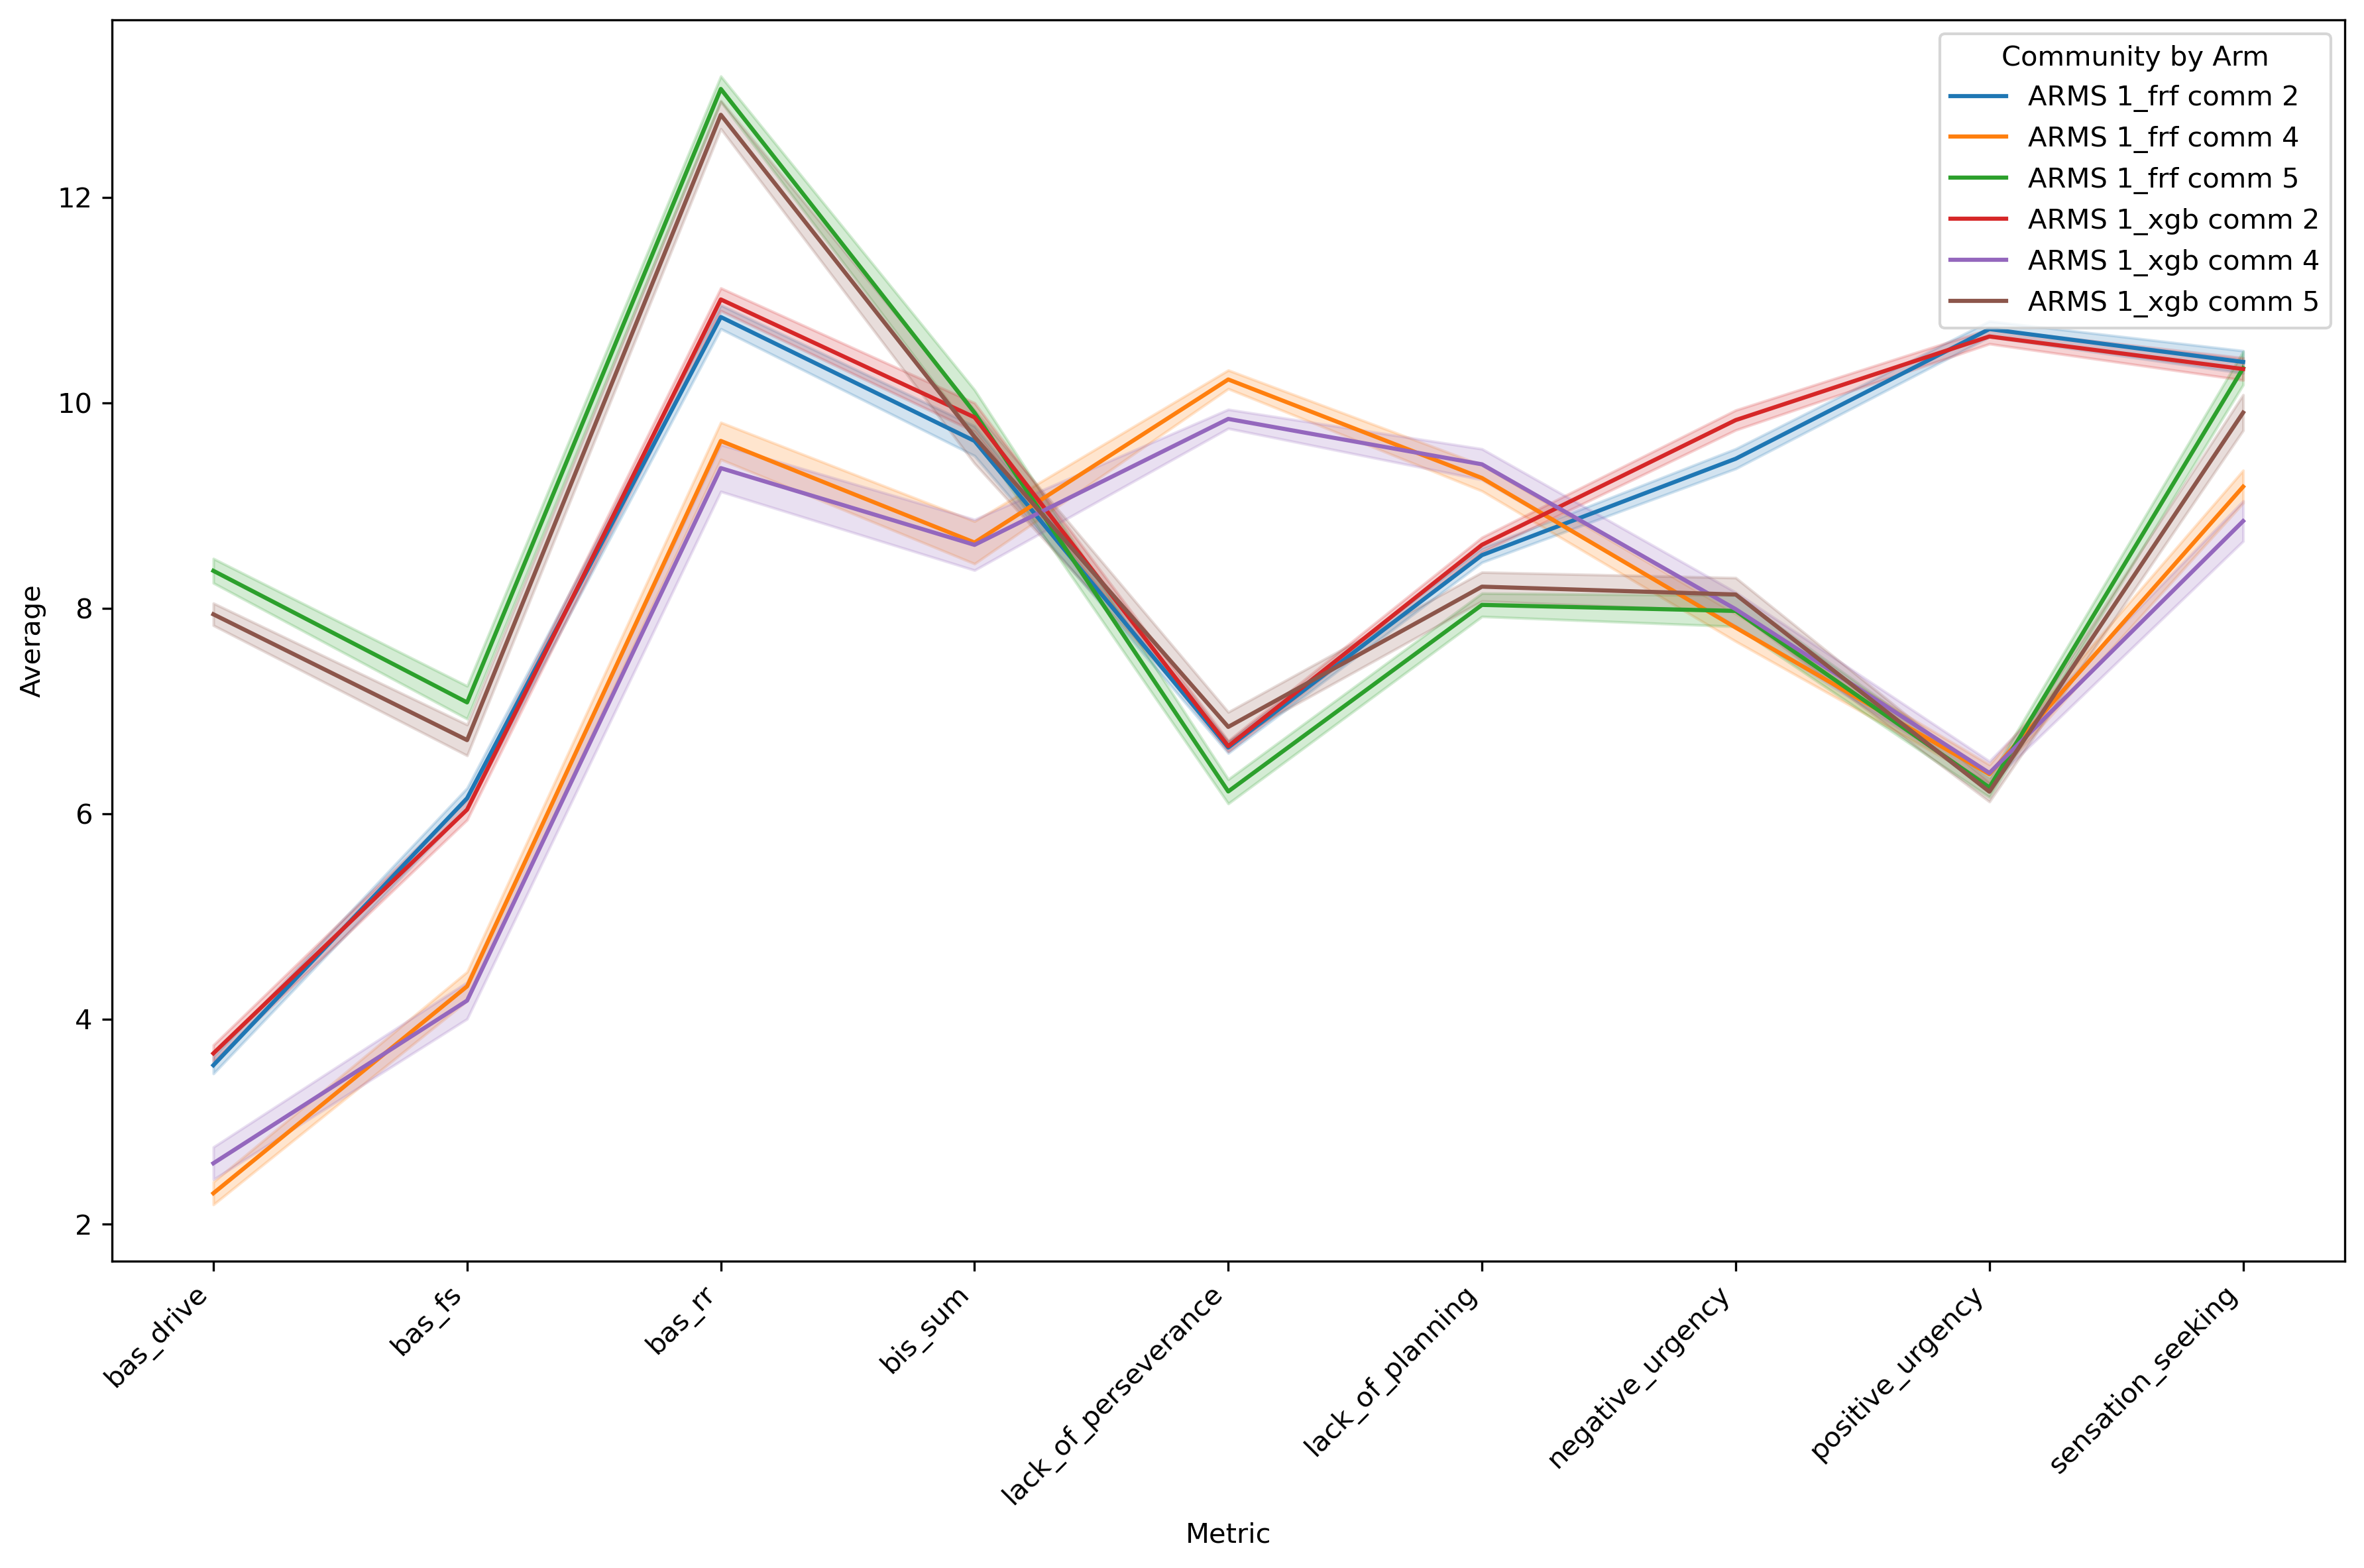 Community by Arm
ARMS 1_frf comm 2
ARMS 1_frf comm 4
ARMS 1_frf comm 5
ARMS 1_xgb comm 2
ARMS 1_xgb comm 4
ARMS 1_xgb comm 5
12
10
8
6
4
2
Average
bas_drive
bas_fs
bas_rr
bis_sum
lack_of_perseverance
lack_of_planning
negative_urgency
positive_urgency
sensation_seeking
Metric